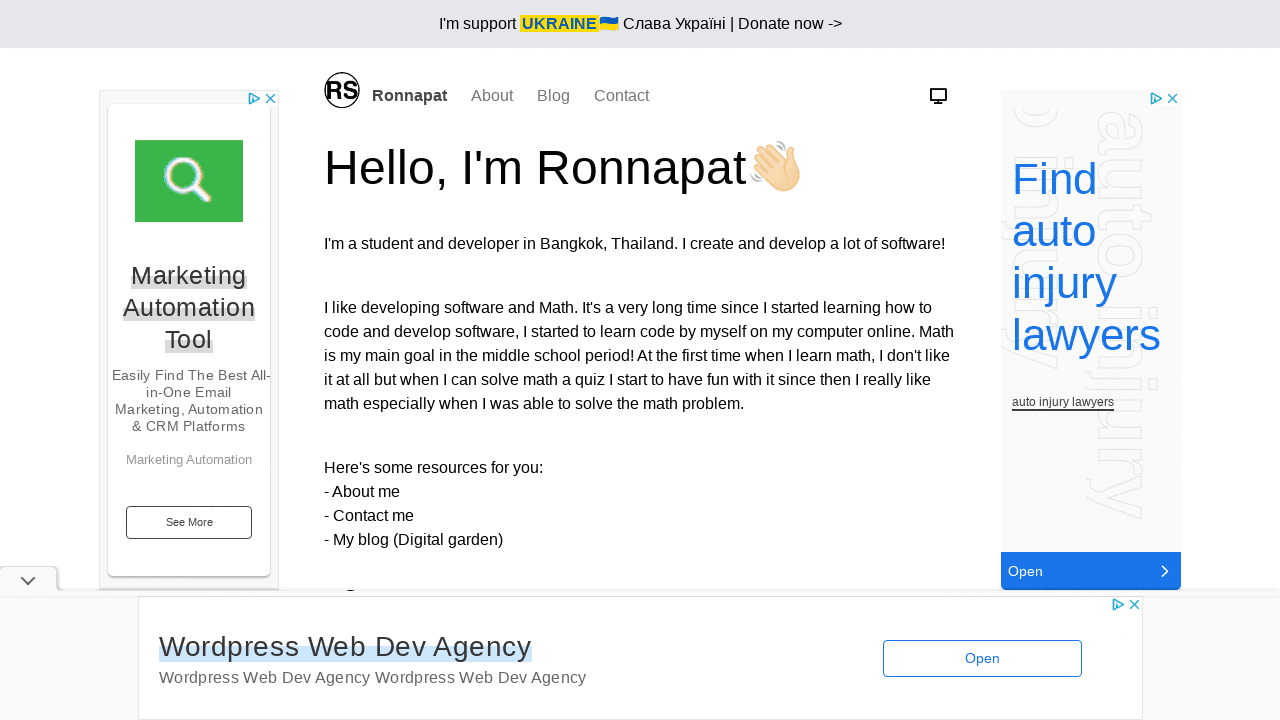 I'm support UKRAINE🇺🇦 Слава Україні | Donate now ->
RS Ronnapat About Blog Contact
Hello, I'm Ronnapat👋🏻
I'm a student and developer in Bangkok, Thailand. I create and develop a lot of software!
I like developing software and Math. It's a very long time since I started learning how to
code and develop software, I started to learn code by myself on my computer online. Math
is my main goal in the middle school period! At the first time when I learn math, I don't like
it at all but when I can solve math a quiz I start to have fun with it since then I really like
math especially when I was able to solve the math problem.
Here's some resources for you:
- About me
- Contact me
- My blog (Digital garden)
Marketing
Automation
Tool
Easily Find The Best All-
in-One Email
Marketing, Automation
& CRM Platforms
Marketing Automation
See More
Find
auto
injury
lawyers
auto injury lawyers
auto injury
injury
Open
Wordpress Web Dev Agency
Wordpress Web Dev Agency Wordpress Web Dev Agency
Open